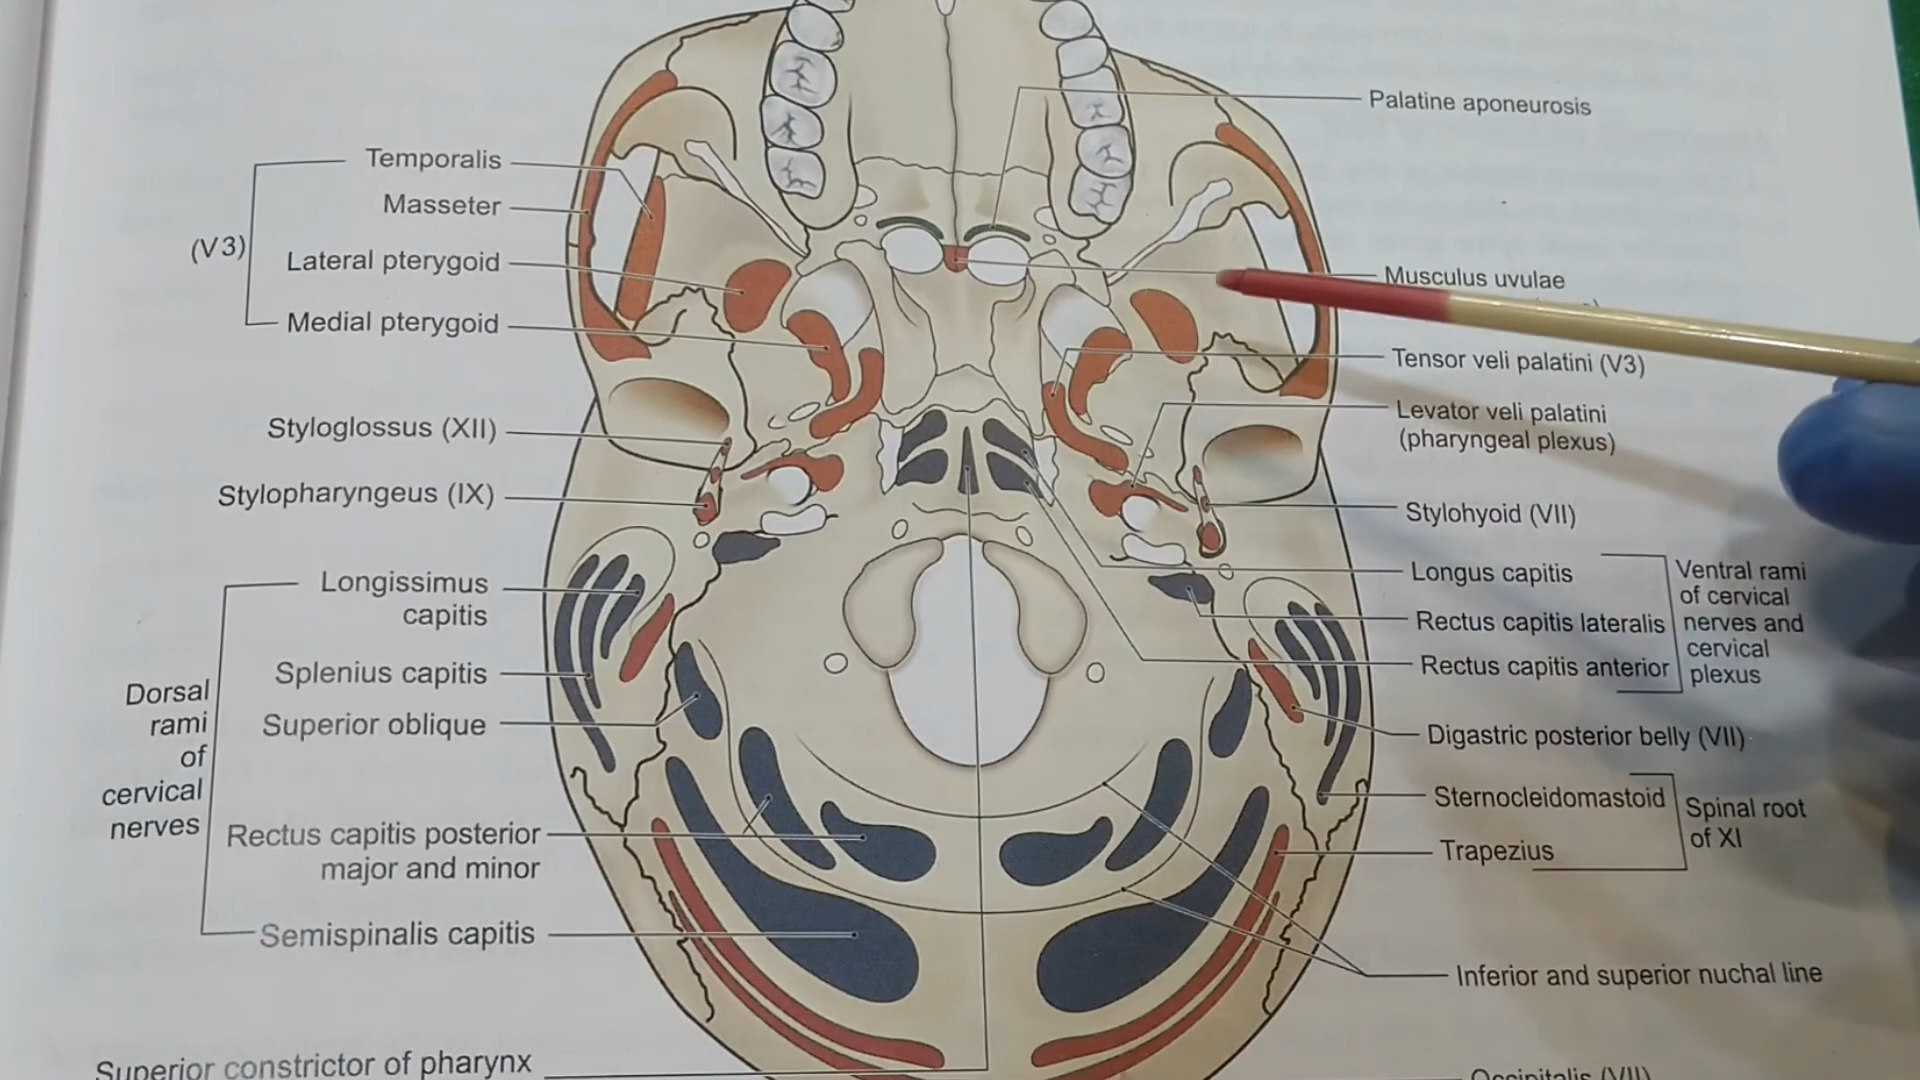 Palatine aponeurosis
Temporalis
Masseter
(V3)
Lateral pterygoid
Medial pterygoid
Musculus uvulae
Tensor veli palatini (V3)
Levator veli palatini
(pharyngeal plexus)
Styloglossus (XII)
Stylopharyngeus (IX)
Stylohyoid (VII)
Longissimus
capitis
Splenius capitis
Superior oblique
Dorsal
rami
of
cervical
nerves
Rectus capitis posterior
major and minor
Semispinalis capitis
Superior constrictor of pharynx
Longus capitis
Rectus capitis lateralis
Rectus capitis anterior
Ventral rami
of cervical
nerves and
cervical
plexus
Digastric posterior belly (VII)
Sternocleidomastoid
Trapezius
Spinal root
of XI
Inferior and superior nuchal line
Occipitalis (VII)